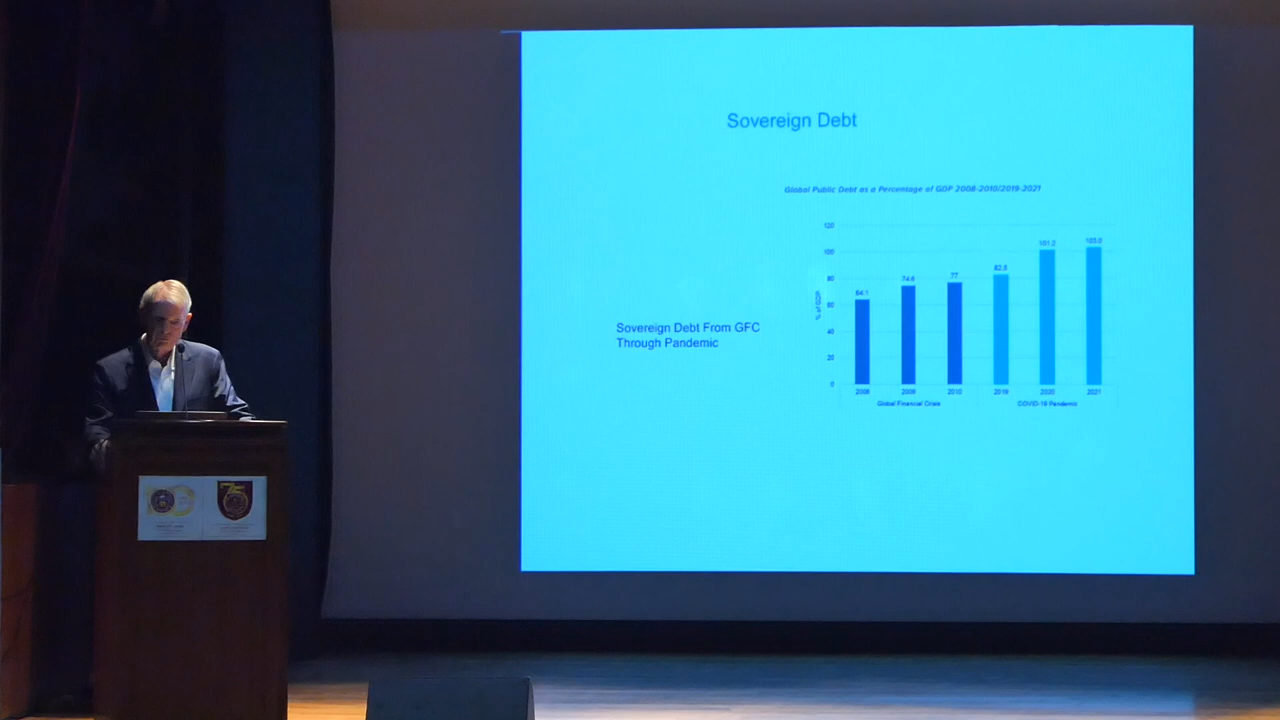 Sovereign Debt
Global Public Debt as a Percentage of GDP 2008-2010/2019-2021
120
100
80
60
40
20
0
% of GDP
64.1
74.6
77
82.8
101.2
103.0
2008
2009
2010
2019
2020
2021
Global Financial Crisis
COVID-19 Pandemic
Sovereign Debt From GFC
Through Pandemic